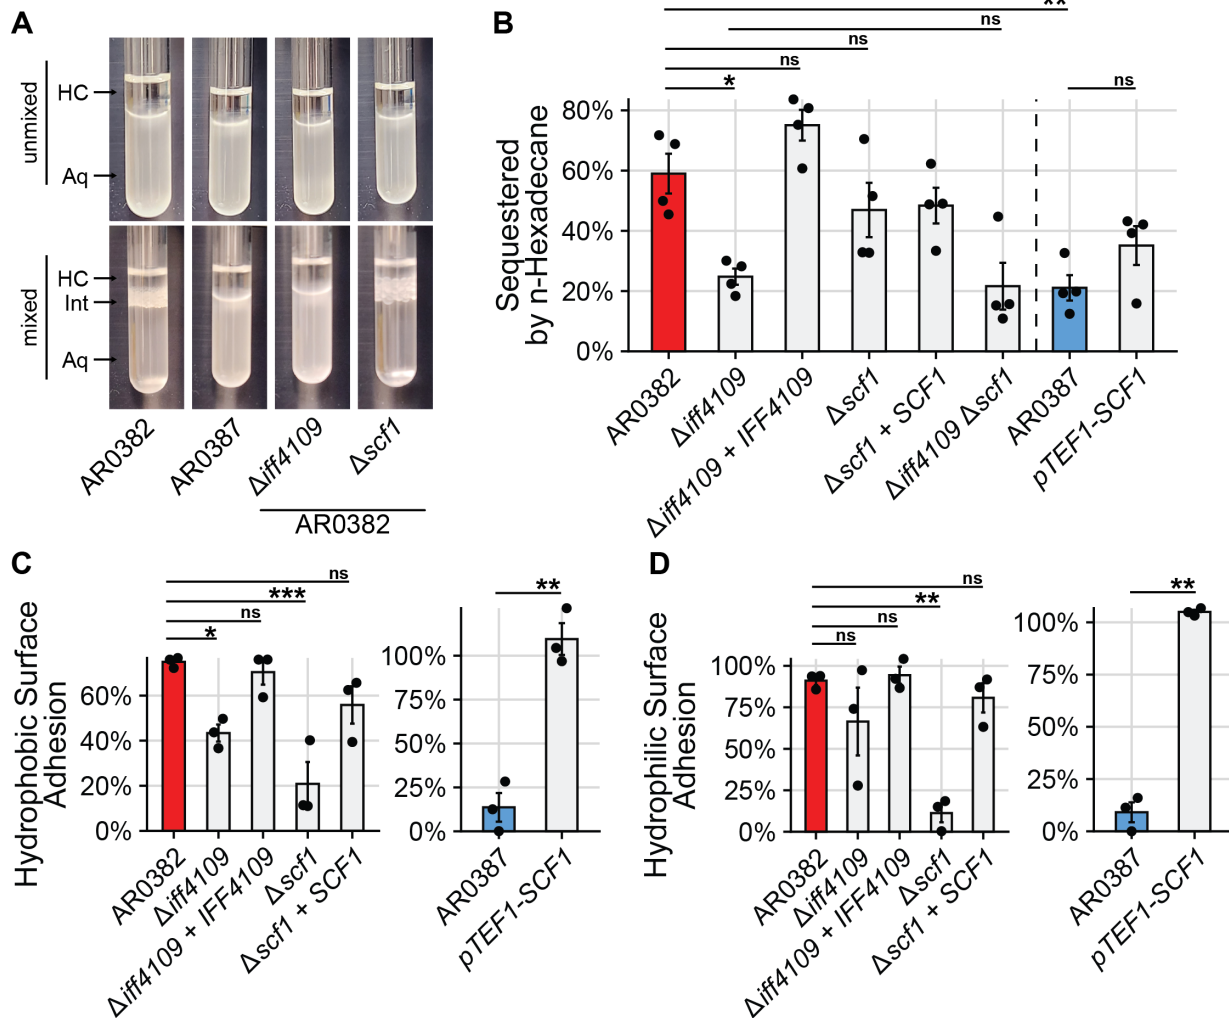 A
unmixed
HC
Aq
mixed
HC
Int
Aq
AR0382
AR0387
Δiff4109
Δscf1
AR0382
B
**
ns
ns
ns
*
ns
Sequestered
by n-Hexadecane
80%
60%
40%
20%
0%
AR0382
Δiff4109
Δiff4109 + IFF4109
Δscf1
Δscf1 + SCF1
Δiff4109 Δscf1
AR0387
pTEF1-SCF1
C
ns
***
ns
*
Hydrophobic Surface
Adhesion
60%
40%
20%
0%
AR0382
Δiff4109
Δiff4109 + IFF4109
Δscf1
Δscf1 + SCF1
**
100%
75%
50%
25%
0%
AR0387
pTEF1-SCF1
D
ns
**
ns
ns
Hydrophilic Surface
Adhesion
100%
75%
50%
25%
0%
AR0382
Δiff4109
Δiff4109 + IFF4109
Δscf1
Δscf1 + SCF1
**
100%
75%
50%
25%
0%
AR0387
pTEF1-SCF1